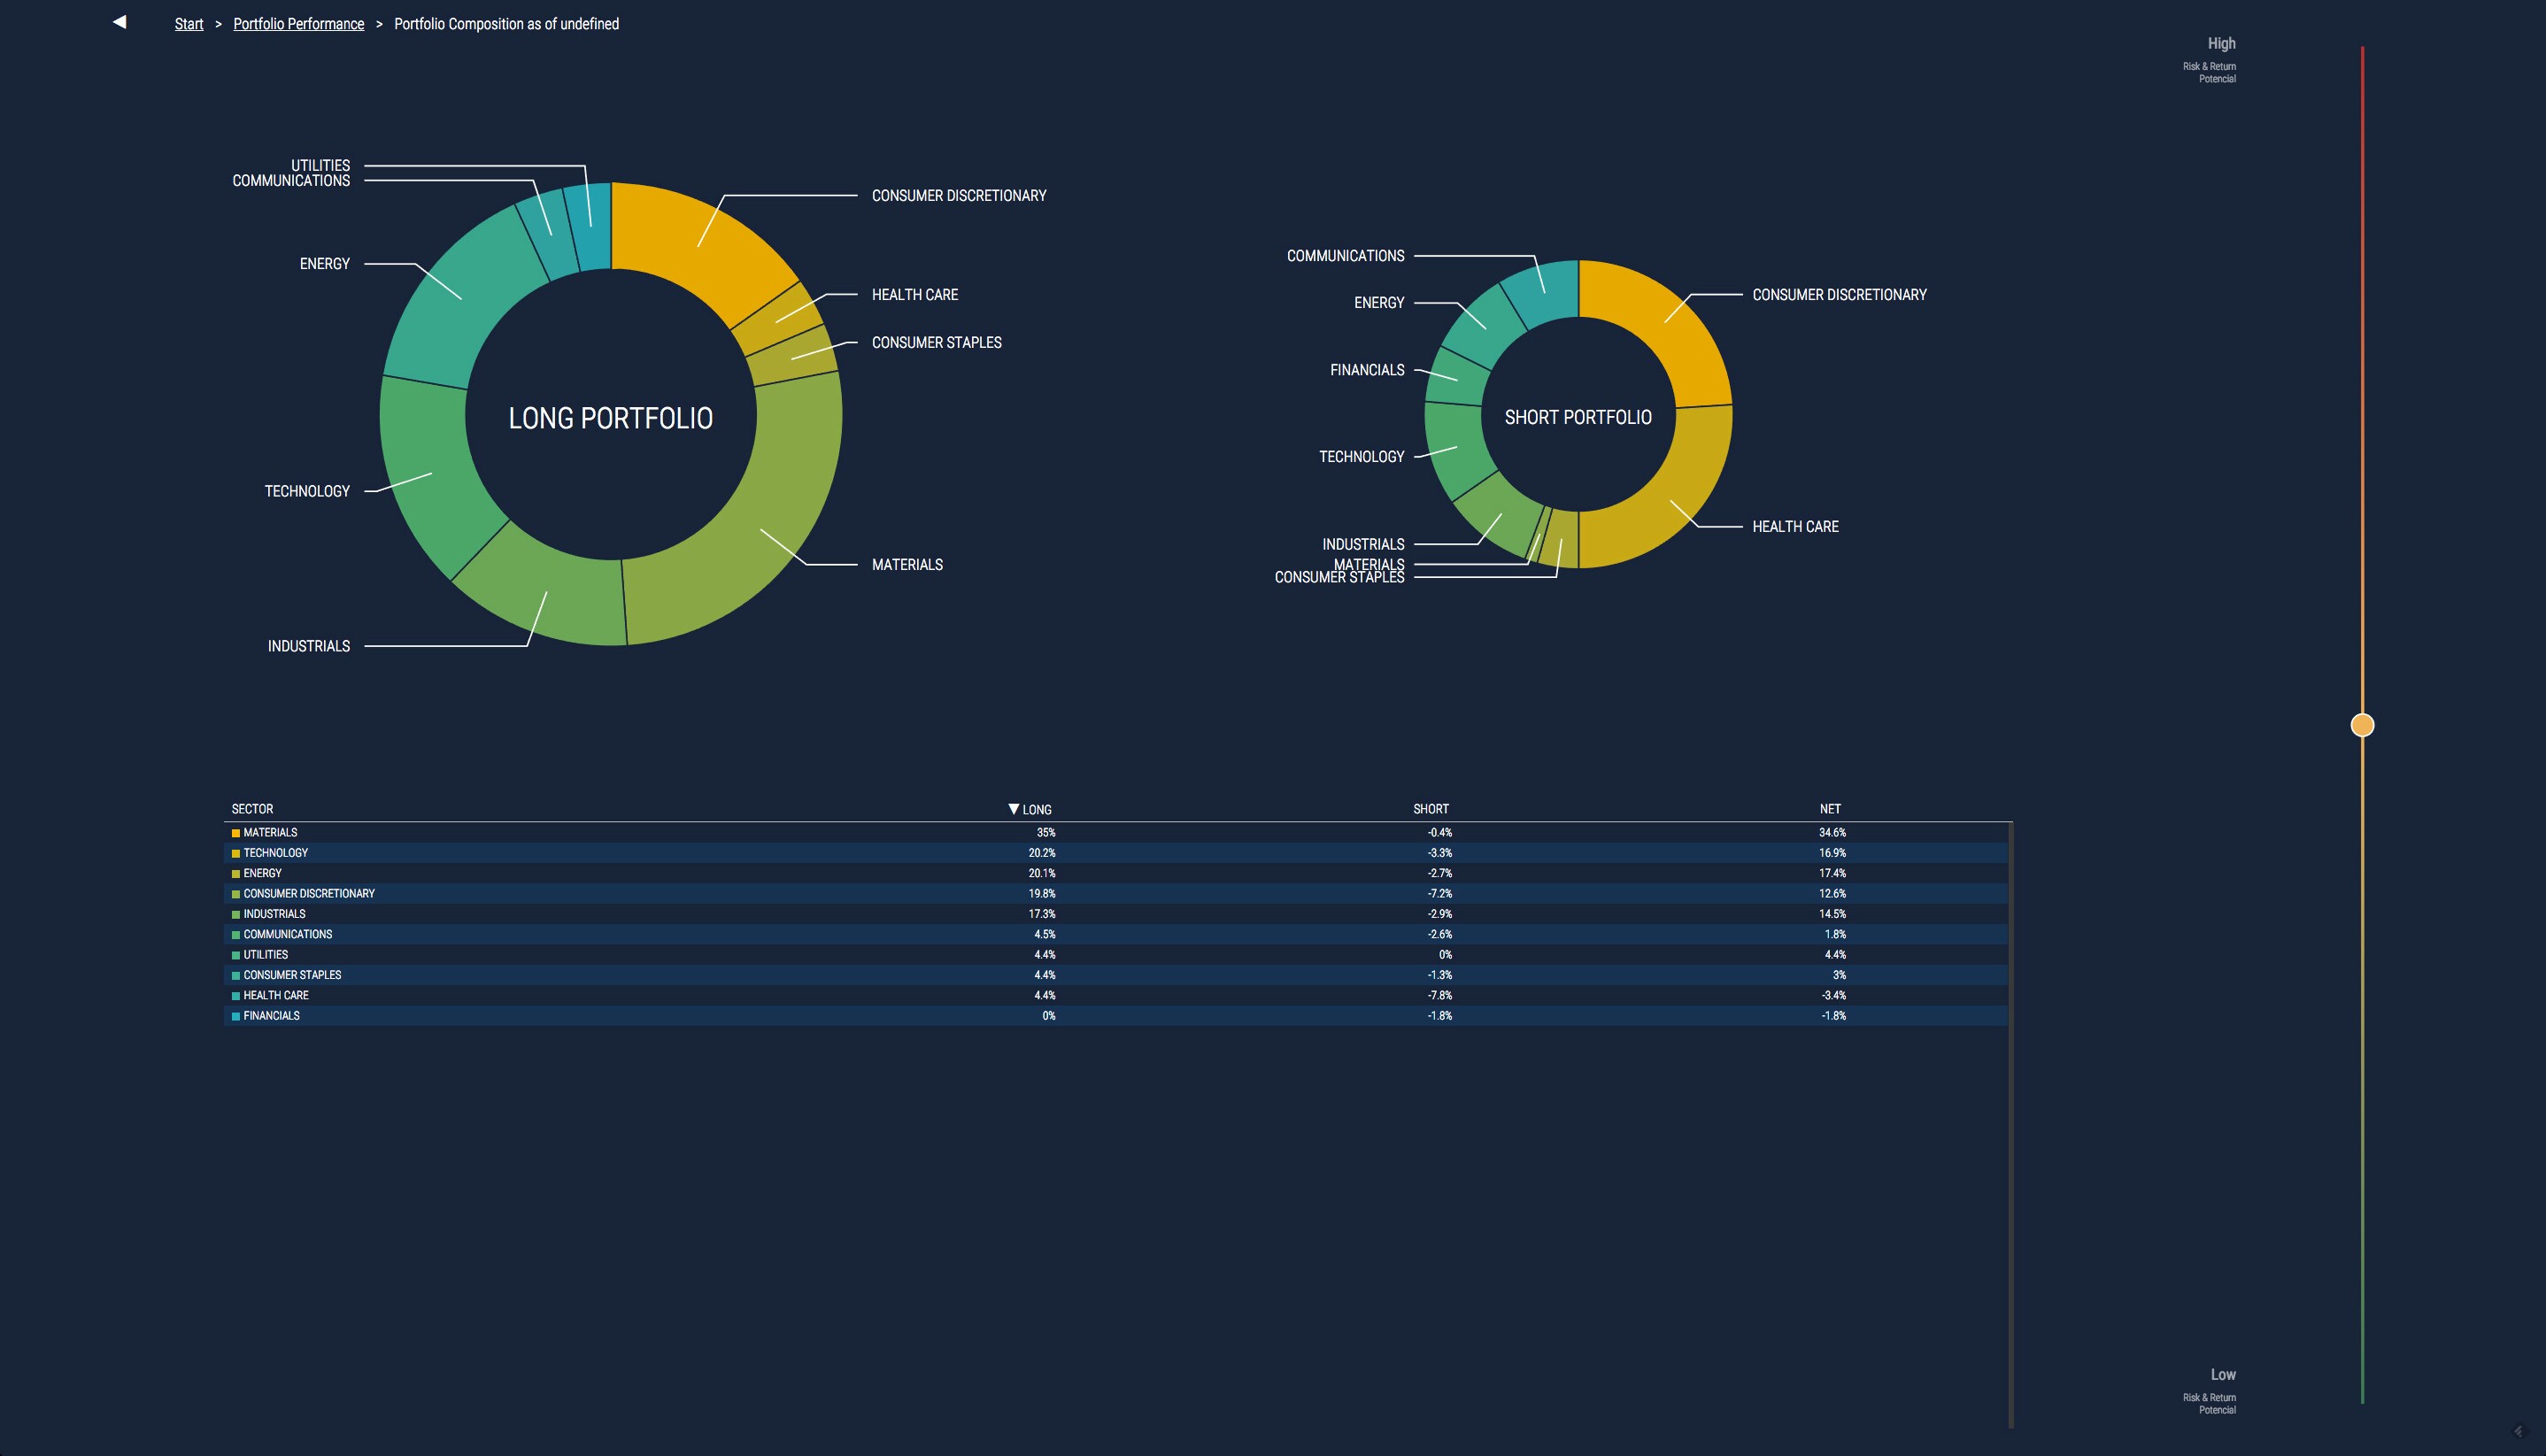 Start > Portfolio Performance > Portfolio Composition as of undefined
High
Risk & Return
Potencial
UTILITIES
COMMUNICATIONS
CONSUMER DISCRETIONARY
ENERGY
HEALTH CARE
CONSUMER STAPLES
LONG PORTFOLIO
TECHNOLOGY
MATERIALS
INDUSTRIALS
COMMUNICATIONS
CONSUMER DISCRETIONARY
ENERGY
FINANCIALS
SHORT PORTFOLIO
TECHNOLOGY
HEALTH CARE
INDUSTRIALS
MATERIALS
CONSUMER STAPLES
SECTOR ▼ LONG SHORT NET
MATERIALS 35% -0.4% 34.6%
TECHNOLOGY 20.2% -3.3% 16.9%
ENERGY 20.1% -2.7% 17.4%
CONSUMER DISCRETIONARY 19.8% -7.2% 12.6%
INDUSTRIALS 17.3% -2.9% 14.5%
COMMUNICATIONS 4.5% -2.6% 1.8%
UTILITIES 4.4% 0% 4.4%
CONSUMER STAPLES 4.4% -1.3% 3%
HEALTH CARE 4.4% -7.8% -3.4%
FINANCIALS 0% -1.8% -1.8%
Low
Risk & Return
Potencial